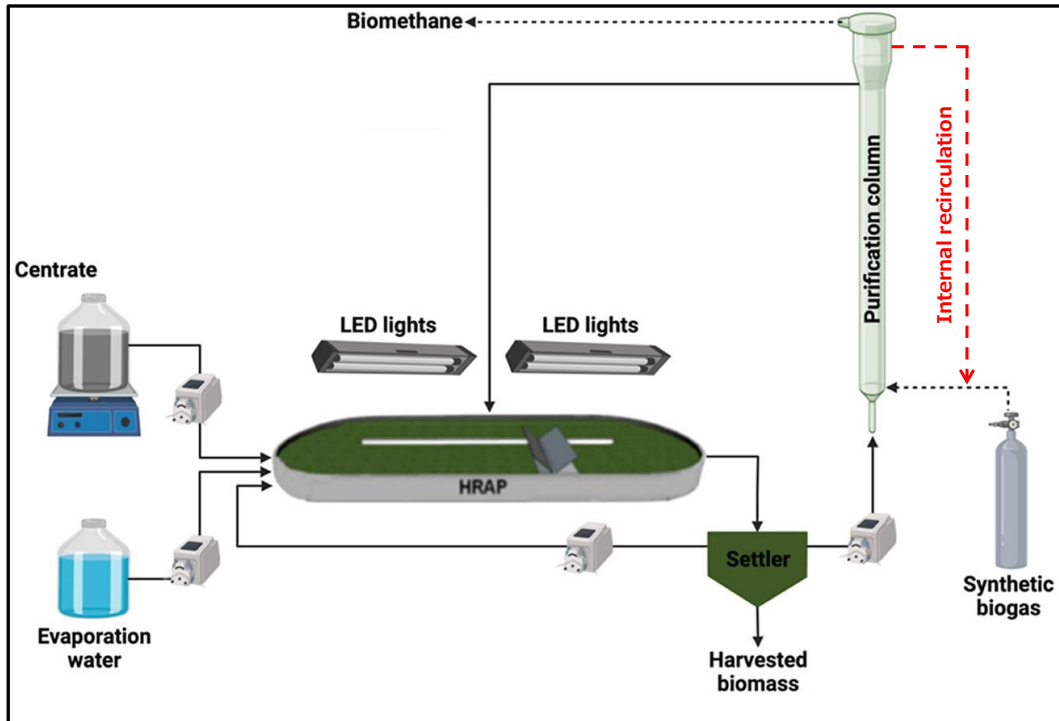 Biomethane
Internal recirculation
Purification column
Centrate
LED lights
LED lights
HRAP
Settler
Evaporation
water
Harvested
biomass
Synthetic
biogas